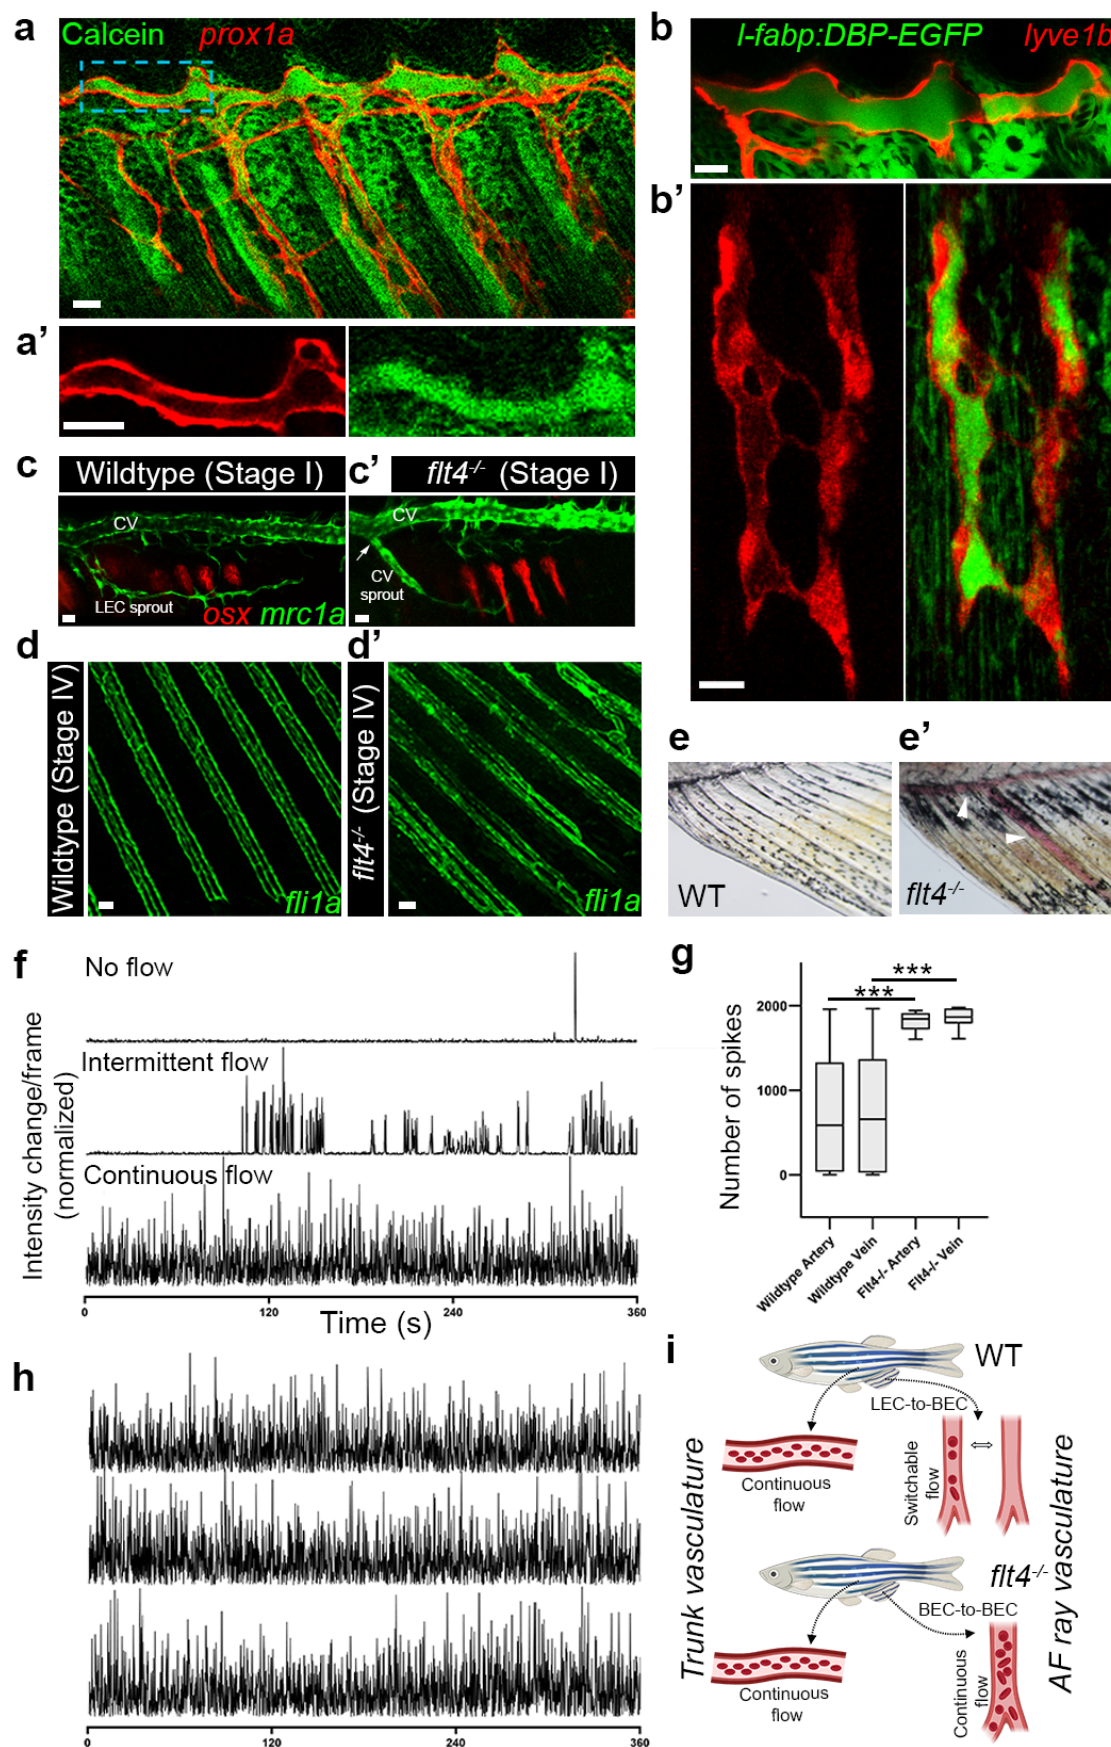 a
Calcein prox1a
b
l-fabp:DBP-EGFP lyve1b
a’
b’
c
Wildtype (Stage I)
c’
flt4-/- (Stage I)
CV
LEC sprout
osx mrc1a
CV
CV
sprout
d
Wildtype (Stage IV)
fli1a
d’
flt4-/- (Stage IV)
fli1a
e
WT
e’
flt4-/-
f
No flow
Intermittent flow
Continuous flow
Intensity change/frame
(normalized)
0 120 240 360
Time (s)
g
***
***
2000
1000
0
Number of spikes
Wildtype Artery
Wildtype Vein
Flt4-/- Artery
Flt4-/- Vein
h
0 120 240 360
i
WT
LEC-to-BEC
Continuous
flow
Switchable
flow
Trunk vasculature
AF ray vasculature
flt4-/-
BEC-to-BEC
Continuous
flow
Continuous
flow